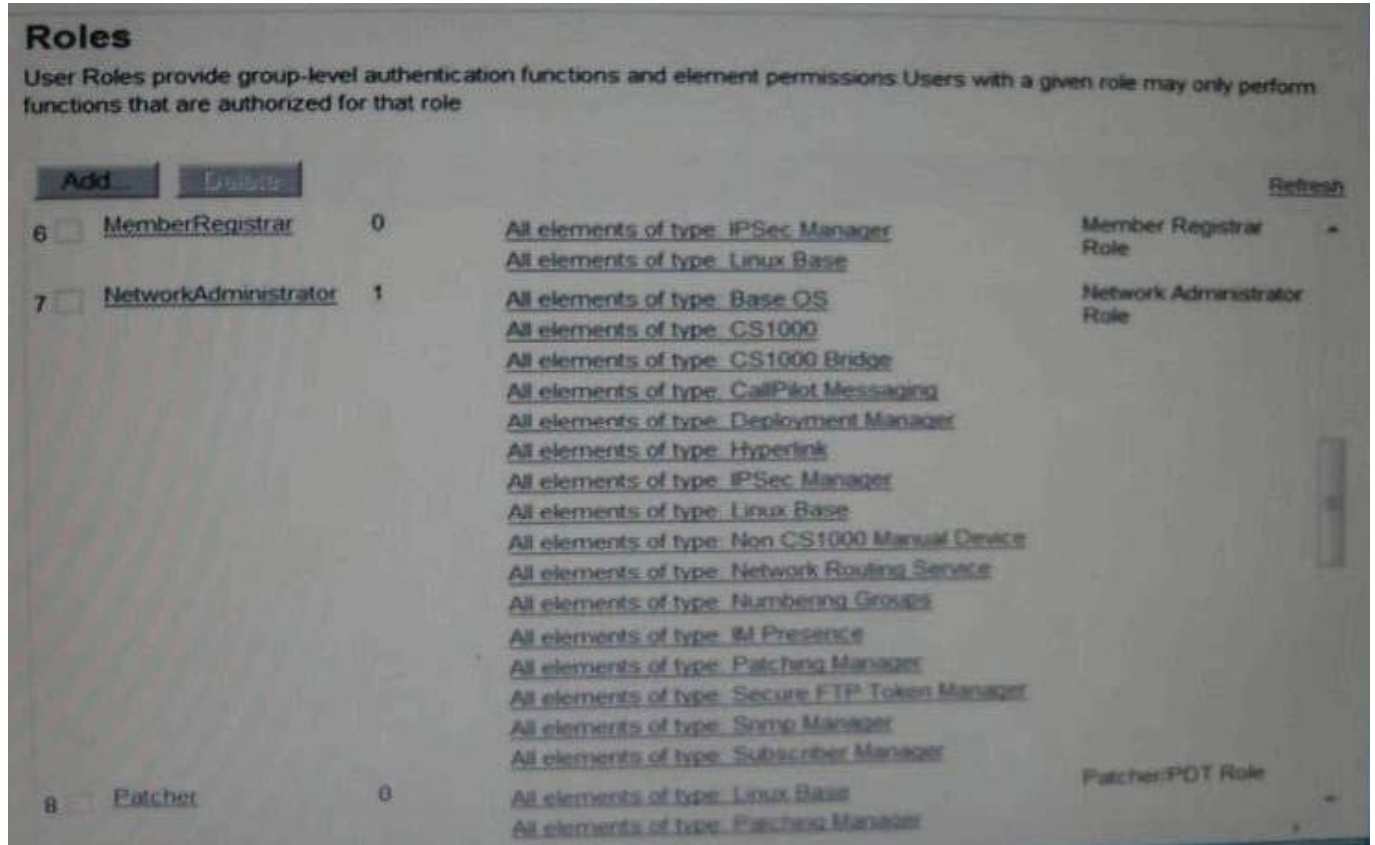 Roles
User Roles provide group-level authentication functions and element permissions Users with a given role may only perform
functions that are authorized for that role
Add... Delete
Refresh
6 MemberRegistrar 0 All elements of type: IPSec Manager Member Registrar
All elements of type: Linux Base Role
7 NetworkAdministrator 1 All elements of type: Base OS Network Administrator
Role
All elements of type: CS1000
All elements of type: CS1000 Bridge
All elements of type: CallPilot Messaging
All elements of type: Deployment Manager
All elements of type: Hyperlink
All elements of type: IPSec Manager
All elements of type: Linux Base
All elements of type: Non CS1000 Manual Device
All elements of type: Network Routing Service
All elements of type: Numbering Groups
All elements of type: IM Presence
All elements of type: Patching Manager
All elements of type: Secure FTP Token Manager
All elements of type: Snmp Manager
All elements of type: Subscriber Manager
8 Patcher 0 All elements of type: Linux Base Patcher/PDT Role
All elements of type: Patching Manager